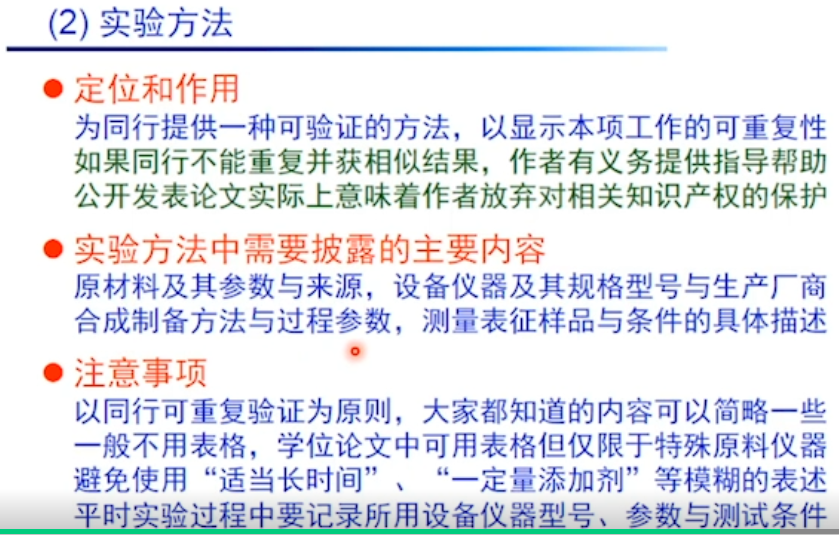 (2) 实验方法
● 定位和作用
为同行提供一种可验证的方法，以显示本项工作的可重复性
如果同行不能重复并获相似结果，作者有义务提供指导帮助
公开发表论文实际上意味着作者放弃对相关知识产权的保护
● 实验方法中需要披露的主要内容
原材料及其参数与来源，设备仪器及其规格型号与生产厂商
合成制备方法与过程参数，测量表征样品与条件的具体描述
● 注意事项
以同行可重复验证为原则，大家都知道的内容可以简略一些
一般不用表格，学位论文中可用表格但仅限于特殊原料仪器
避免使用“适当长时间”、“一定量添加剂”等模糊的表述
平时实验过程中要记录所用设备仪器型号、参数与测试条件